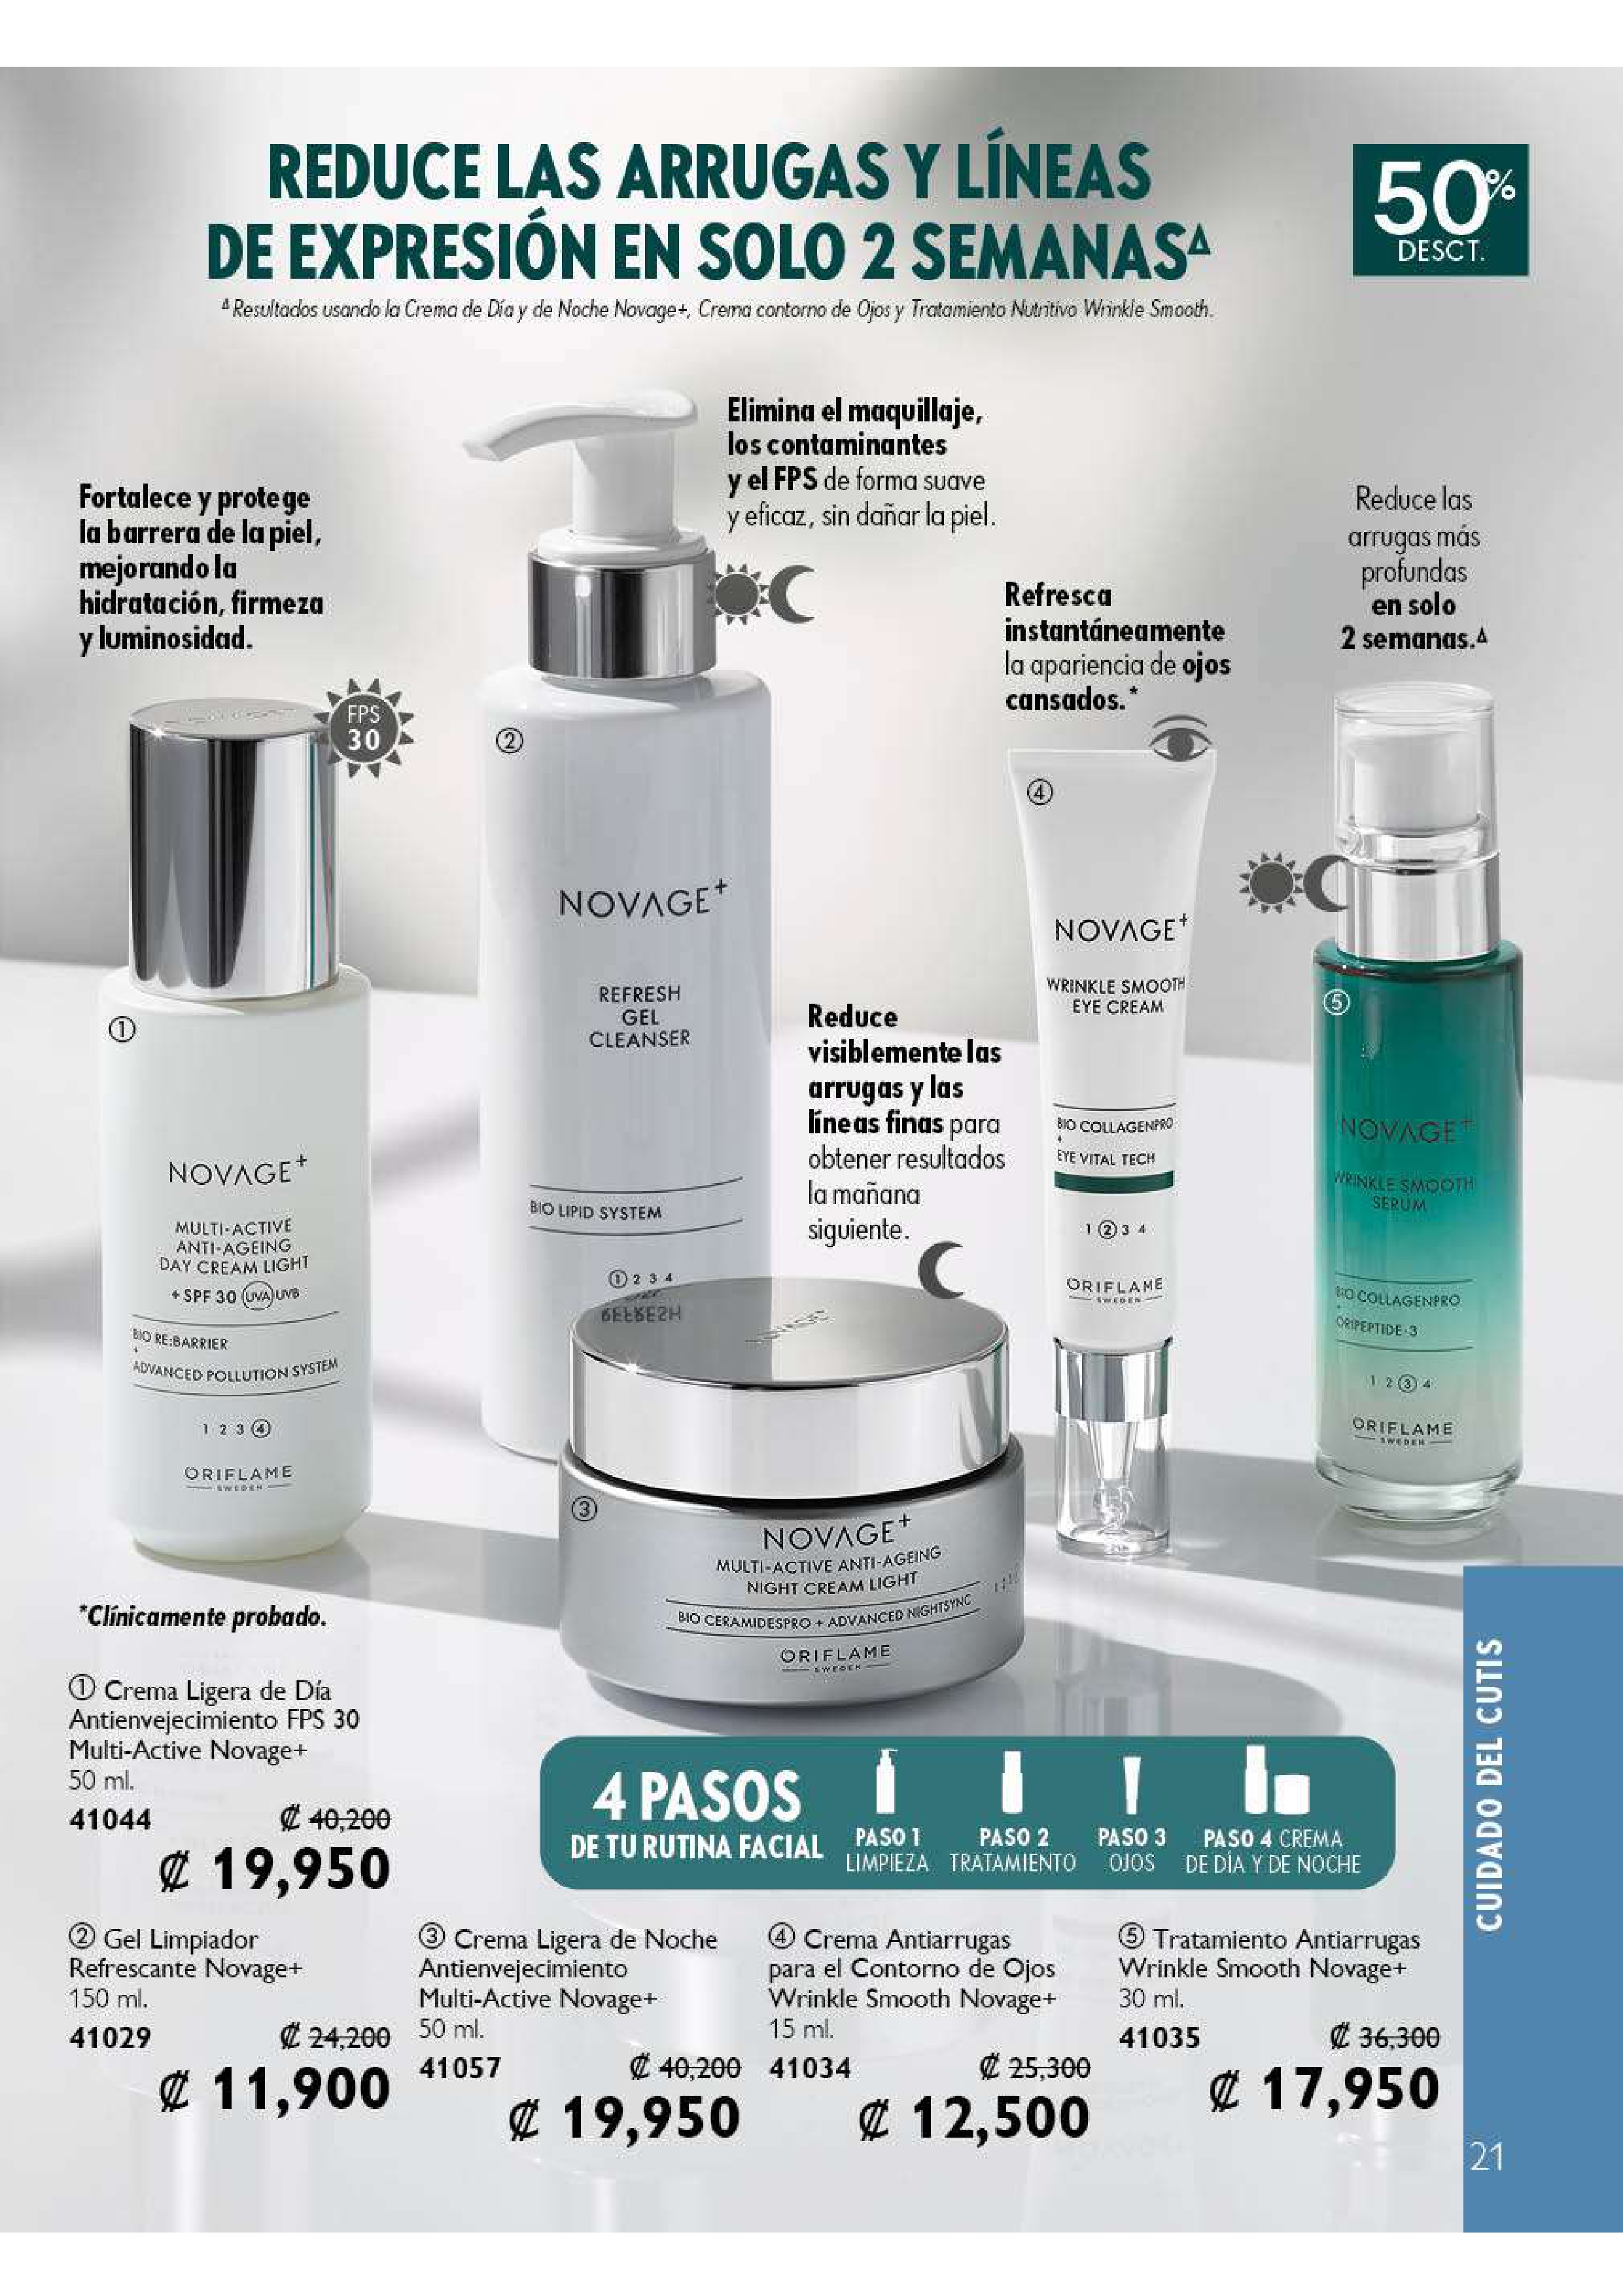 REDUCE LAS ARRUGAS Y LÍNEAS
DE EXPRESIÓN EN SOLO 2 SEMANASᐃ
ᐃResultados usando la Crema de Día y de Noche Novage+, Crema contorno de Ojos y Tratamiento Nutritivo Wrinkle Smooth.
50%
DESCT.
Elimina el maquillaje,
los contaminantes
y el FPS de forma suave
y eficaz, sin dañar la piel.
Fortalece y protege
la barrera de la piel,
mejorando la
hidratación, firmeza
y luminosidad.
FPS
30
Refresca
instantáneamente
la apariencia de ojos
cansados.*
Reduce las
arrugas más
profundas
en solo
2 semanas.ᐃ
①
NOVAGE+
MULTI-ACTIVE
ANTI-AGEING
DAY CREAM LIGHT
+ SPF 30 UVA UVB
BIO RE:BARRIER
+
ADVANCED POLLUTION SYSTEM
1 2 3 ④
ORIFLAME
SWEDEN
②
NOVAGE+
REFRESH
GEL
CLEANSER
BIO LIPID SYSTEM
① 2 3 4
Reduce
visiblemente las
arrugas y las
líneas finas para
obtener resultados
la mañana
siguiente.
④
NOVAGE+
WRINKLE SMOOTH
EYE CREAM
BIO COLLAGENPRO
+
EYE VITAL TECH
1 ② 3 4
ORIFLAME
SWEDEN
⑤
NOVAGE+
WRINKLE SMOOTH
SERUM
BIO COLLAGENPRO
+
ORIPEPTIDE-3
1 2 ③ 4
ORIFLAME
SWEDEN
NOVAGE+
③
NOVAGE+
MULTI-ACTIVE ANTI-AGEING
NIGHT CREAM LIGHT
BIO CERAMIDESPRO + ADVANCED NIGHTSYNC
ORIFLAME
SWEDEN
*Clínicamente probado.
① Crema Ligera de Día
Antienvejecimiento FPS 30
Multi-Active Novage+
50 ml.
41044 ₡ 40,200
₡ 19,950
4 PASOS
DE TU RUTINA FACIAL
PASO 1
LIMPIEZA
PASO 2
TRATAMIENTO
PASO 3
OJOS
PASO 4 CREMA
DE DÍA Y DE NOCHE
② Gel Limpiador
Refrescante Novage+
150 ml.
41029 ₡ 24,200
₡ 11,900
③ Crema Ligera de Noche
Antienvejecimiento
Multi-Active Novage+
50 ml.
41057 ₡ 40,200
₡ 19,950
④ Crema Antiarrugas
para el Contorno de Ojos
Wrinkle Smooth Novage+
15 ml.
41034 ₡ 25,300
₡ 12,500
⑤ Tratamiento Antiarrugas
Wrinkle Smooth Novage+
30 ml.
41035 ₡ 36,300
₡ 17,950
CUIDADO DEL CUTIS
21